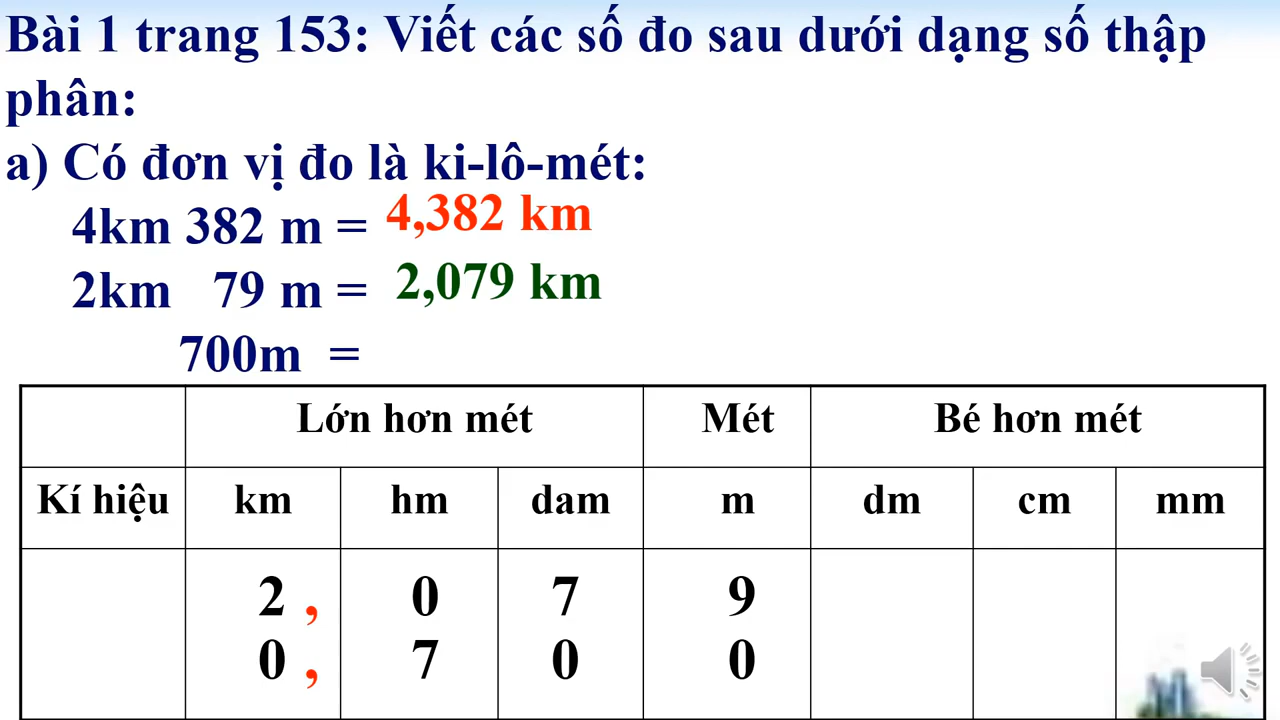 Bài 1 trang 153: Viết các số đo sau dưới dạng số thập
phân:
a) Có đơn vị đo là ki-lô-mét:
4km 382 m = 4,382 km
2km 79 m = 2,079 km
700m =
Lớn hơn mét Mét Bé hơn mét
Kí hiệu km hm dam m dm cm mm
2 , 0 7 9
0 , 7 0 0